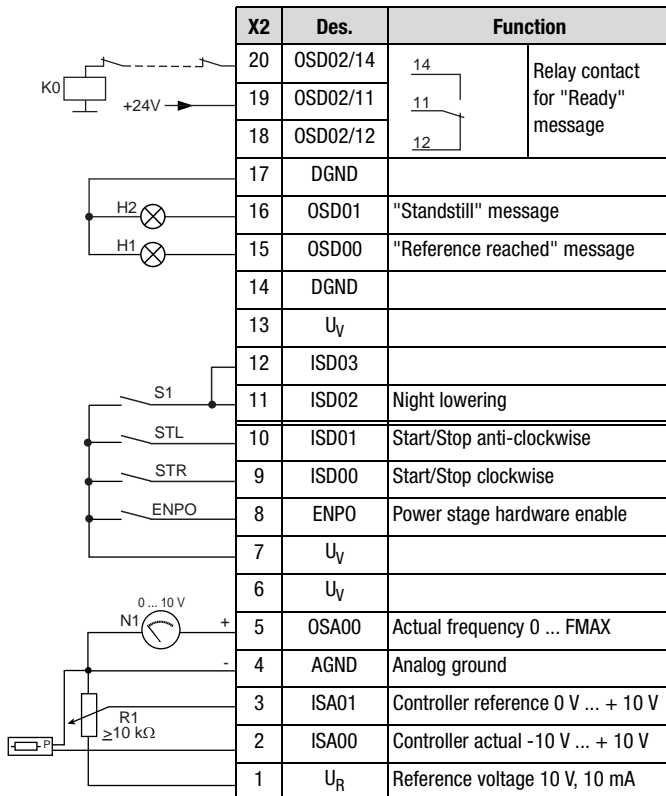 X2 Des. Function
20 OSD02/14 14 Relay contact
K0 +24V 19 OSD02/11 11 for "Ready"
18 OSD02/12 12 message
17 DGND
H2 16 OSD01 "Standstill" message
H1 15 OSD00 "Reference reached" message
14 DGND
13 UV
12 ISD03
S1 11 ISD02 Night lowering
STL 10 ISD01 Start/Stop anti-clockwise
STR 9 ISD00 Start/Stop clockwise
ENPO 8 ENPO Power stage hardware enable
7 UV
6 UV
0 ... 10 V
N1 + 5 OSA00 Actual frequency 0 ... FMAX
- 4 AGND Analog ground
R1 3 ISA01 Controller reference 0 V ... + 10 V
≥10 kΩ
P 2 ISA00 Controller actual -10 V ... + 10 V
1 UR Reference voltage 10 V, 10 mA